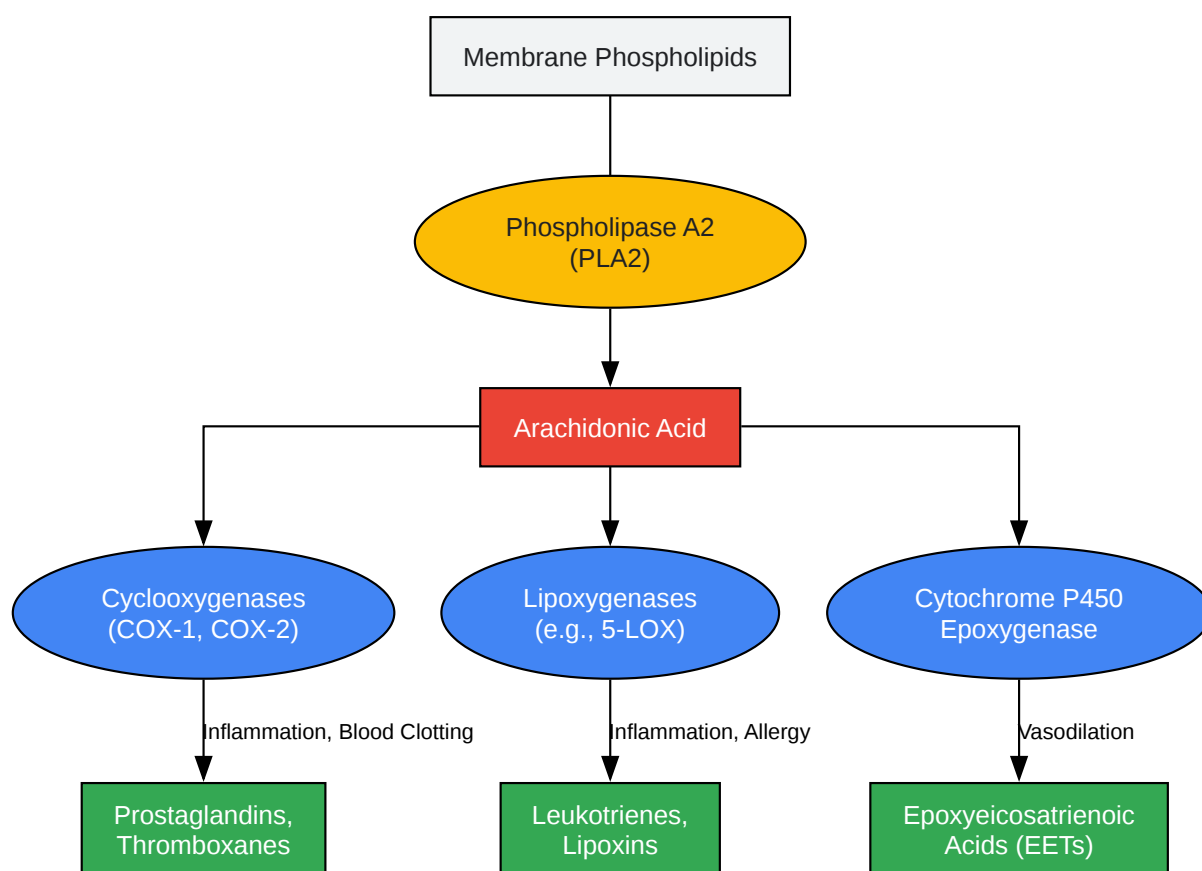 Membrane Phospholipids
Phospholipase A2
(PLA2)
Arachidonic Acid
Cyclooxygenases
(COX-1, COX-2)
Lipoxygenases
(e.g., 5-LOX)
Cytochrome P450
Epoxygenase
Inflammation, Blood Clotting
Inflammation, Allergy
Vasodilation
Prostaglandins,
Thromboxanes
Leukotrienes,
Lipoxins
Epoxyeicosatrienoic
Acids (EETs)